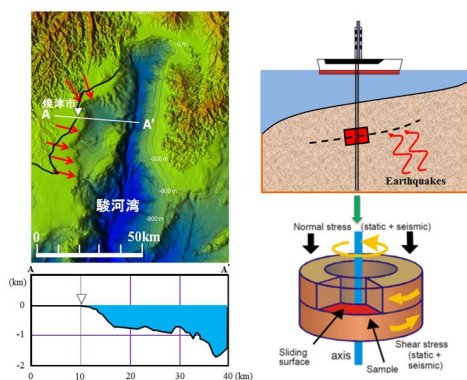 0 m
焼津市
A
A'
-300 m
-600 m
-900 m
駿河湾
0
50km
(km)
A
A'
0
-1
-2
0
10
20
30
40 (km)
Earthquakes
Normal stress (static + seismic)
Sliding
surface
axis
Sample
Shear stress
(static +
seismic)